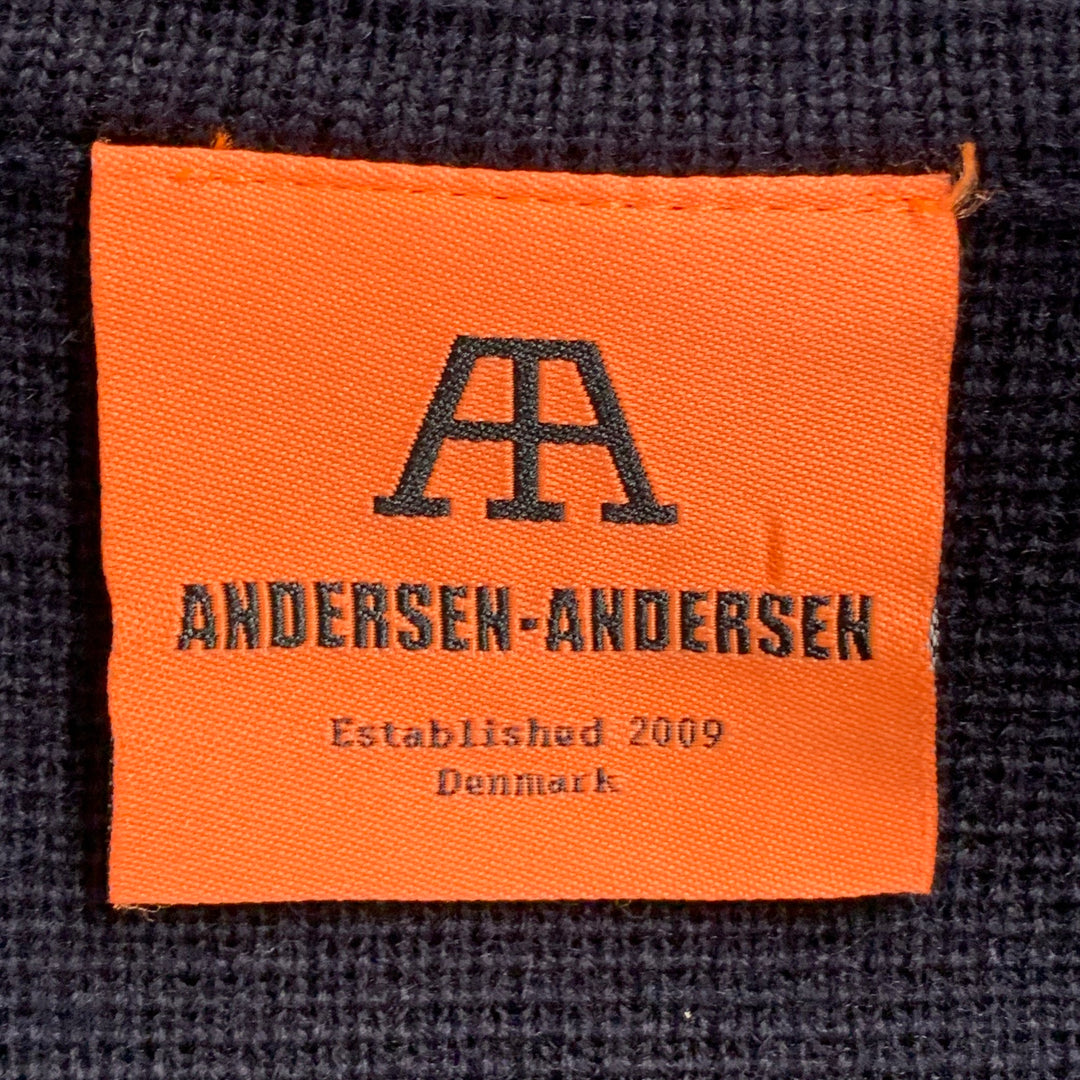 ANDERSEN-ANDERSEN
Established 2009
Denmark